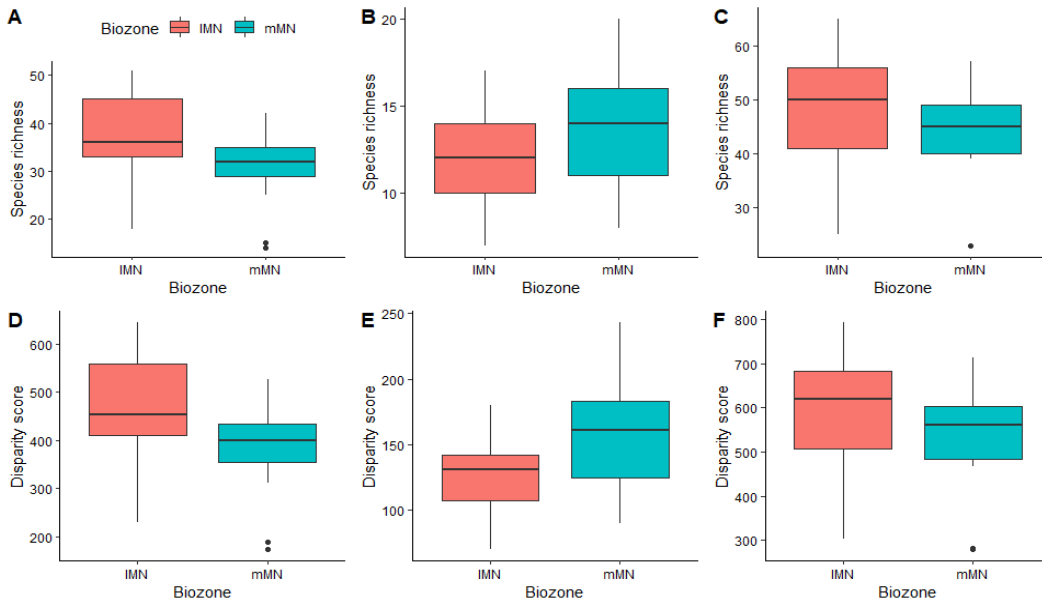 A
Biozone lMN mMN
Species richness
50
40
30
20
lMN mMN
Biozone
B
Species richness
20
15
10
lMN mMN
Biozone
C
Species richness
60
50
40
30
lMN mMN
Biozone
D
Disparity score
600
500
400
300
200
lMN mMN
Biozone
E
Disparity score
250
200
150
100
lMN mMN
Biozone
F
Disparity score
800
700
600
500
400
300
lMN mMN
Biozone